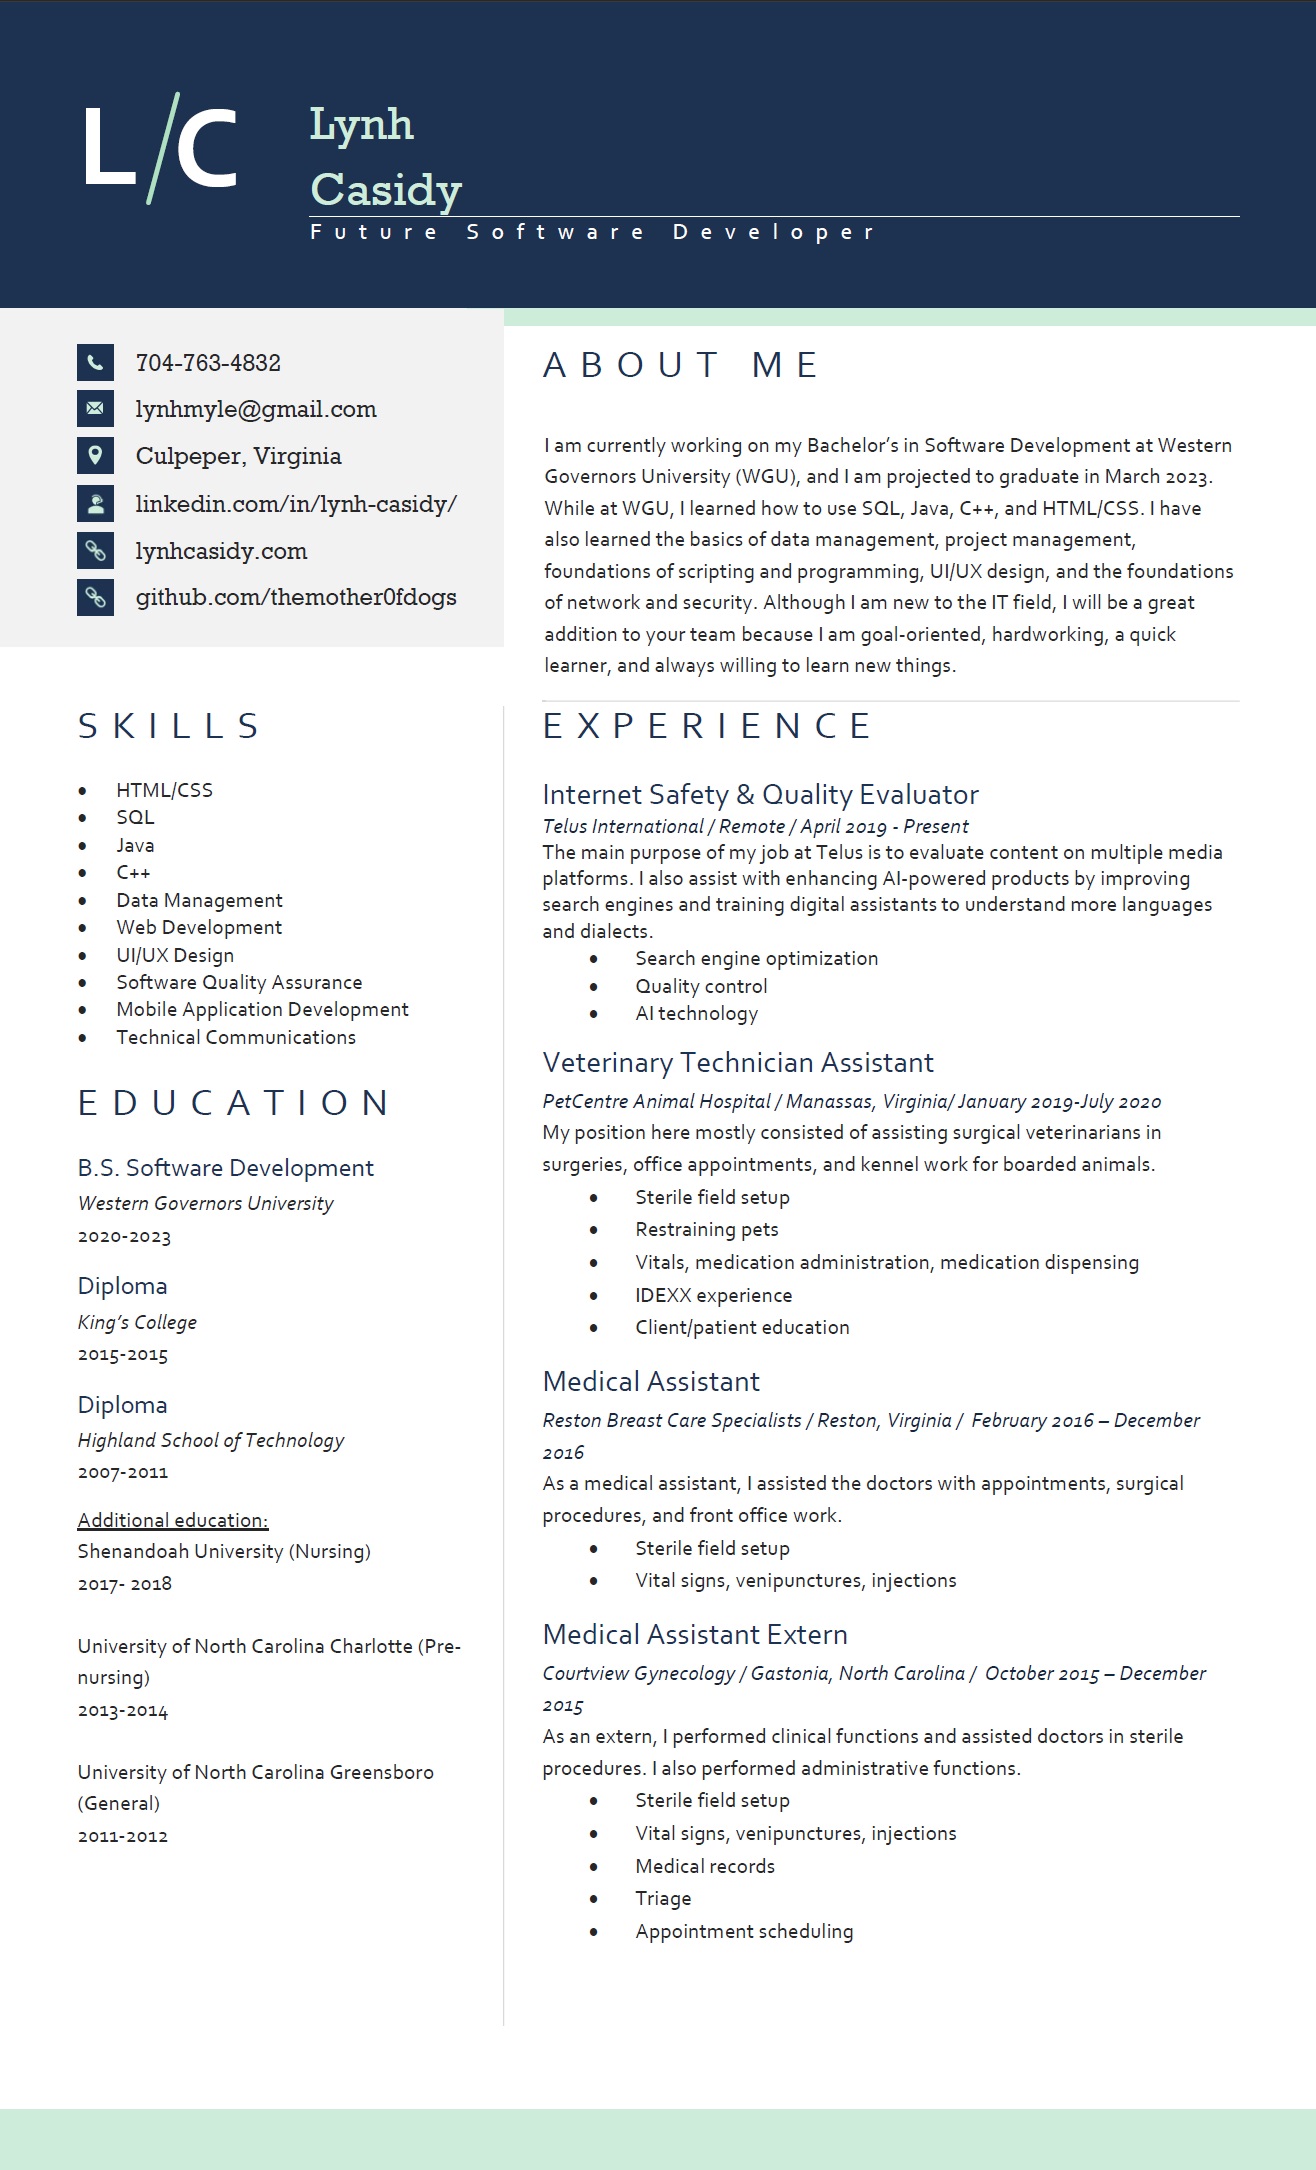 L/C
Lynh
Casidy
Future Software Developer
704-763-4832
lynhmyle@gmail.com
Culpeper, Virginia
linkedin.com/in/lynh-casidy/
lynhcasidy.com
github.com/themother0fdogs
SKILLS
• HTML/CSS
• SQL
• Java
• C++
• Data Management
• Web Development
• UI/UX Design
• Software Quality Assurance
• Mobile Application Development
• Technical Communications
EDUCATION
B.S. Software Development
Western Governors University
2020-2023
Diploma
King’s College
2015-2015
Diploma
Highland School of Technology
2007-2011
Additional education:
Shenandoah University (Nursing)
2017- 2018
University of North Carolina Charlotte (Pre-
nursing)
2013-2014
University of North Carolina Greensboro
(General)
2011-2012
ABOUT ME
I am currently working on my Bachelor’s in Software Development at Western
Governors University (WGU), and I am projected to graduate in March 2023.
While at WGU, I learned how to use SQL, Java, C++, and HTML/CSS. I have
also learned the basics of data management, project management,
foundations of scripting and programming, UI/UX design, and the foundations
of network and security. Although I am new to the IT field, I will be a great
addition to your team because I am goal-oriented, hardworking, a quick
learner, and always willing to learn new things.
EXPERIENCE
Internet Safety & Quality Evaluator
Telus International / Remote / April 2019 - Present
The main purpose of my job at Telus is to evaluate content on multiple media
platforms. I also assist with enhancing AI-powered products by improving
search engines and training digital assistants to understand more languages
and dialects.
• Search engine optimization
• Quality control
• AI technology
Veterinary Technician Assistant
PetCentre Animal Hospital / Manassas, Virginia/ January 2019-July 2020
My position here mostly consisted of assisting surgical veterinarians in
surgeries, office appointments, and kennel work for boarded animals.
• Sterile field setup
• Restraining pets
• Vitals, medication administration, medication dispensing
• IDEXX experience
• Client/patient education
Medical Assistant
Reston Breast Care Specialists / Reston, Virginia / February 2016 – December
2016
As a medical assistant, I assisted the doctors with appointments, surgical
procedures, and front office work.
• Sterile field setup
• Vital signs, venipunctures, injections
Medical Assistant Extern
Courtview Gynecology / Gastonia, North Carolina / October 2015 – December
2015
As an extern, I performed clinical functions and assisted doctors in sterile
procedures. I also performed administrative functions.
• Sterile field setup
• Vital signs, venipunctures, injections
• Medical records
• Triage
• Appointment scheduling